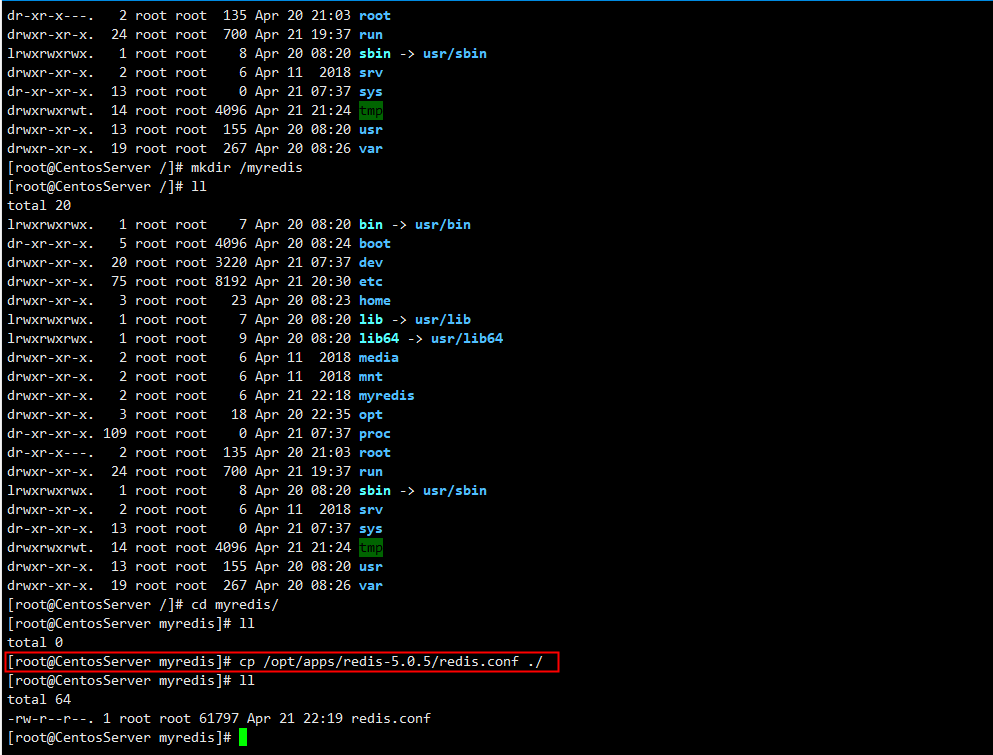 dr-xr-x---.   2 root root  135 Apr 20 21:03 root
drwxr-xr-x.  24 root root  700 Apr 21 19:37 run
lrwxrwxrwx.   1 root root    8 Apr 20 08:20 sbin -> usr/sbin
drwxr-xr-x.   2 root root    6 Apr 11  2018 srv
dr-xr-xr-x.  13 root root    0 Apr 21 07:37 sys
drwxrwxrwt.  14 root root 4096 Apr 21 21:24 tmp
drwxr-xr-x.  13 root root  155 Apr 20 08:20 usr
drwxr-xr-x.  19 root root  267 Apr 20 08:26 var
[root@CentosServer /]# mkdir /myredis
[root@CentosServer /]# ll
total 20
lrwxrwxrwx.   1 root root    7 Apr 20 08:20 bin -> usr/bin
dr-xr-xr-x.   5 root root 4096 Apr 20 08:24 boot
drwxr-xr-x.  20 root root 3220 Apr 21 07:37 dev
drwxr-xr-x.  75 root root 8192 Apr 21 20:30 etc
drwxr-xr-x.   3 root root   23 Apr 20 08:23 home
lrwxrwxrwx.   1 root root    7 Apr 20 08:20 lib -> usr/lib
lrwxrwxrwx.   1 root root    9 Apr 20 08:20 lib64 -> usr/lib64
drwxr-xr-x.   2 root root    6 Apr 11  2018 media
drwxr-xr-x.   2 root root    6 Apr 11  2018 mnt
drwxr-xr-x.   2 root root    6 Apr 21 22:18 myredis
drwxr-xr-x.   3 root root   18 Apr 20 22:35 opt
dr-xr-xr-x. 109 root root    0 Apr 21 07:37 proc
dr-xr-x---.   2 root root  135 Apr 20 21:03 root
drwxr-xr-x.  24 root root  700 Apr 21 19:37 run
lrwxrwxrwx.   1 root root    8 Apr 20 08:20 sbin -> usr/sbin
drwxr-xr-x.   2 root root    6 Apr 11  2018 srv
dr-xr-xr-x.  13 root root    0 Apr 21 07:37 sys
drwxrwxrwt.  14 root root 4096 Apr 21 21:24 tmp
drwxr-xr-x.  13 root root  155 Apr 20 08:20 usr
drwxr-xr-x.  19 root root  267 Apr 20 08:26 var
[root@CentosServer /]# cd myredis/
[root@CentosServer myredis]# ll
total 0
[root@CentosServer myredis]# cp /opt/apps/redis-5.0.5/redis.conf ./
[root@CentosServer myredis]# ll
total 64
-rw-r--r--. 1 root root 61797 Apr 21 22:19 redis.conf
[root@CentosServer myredis]#